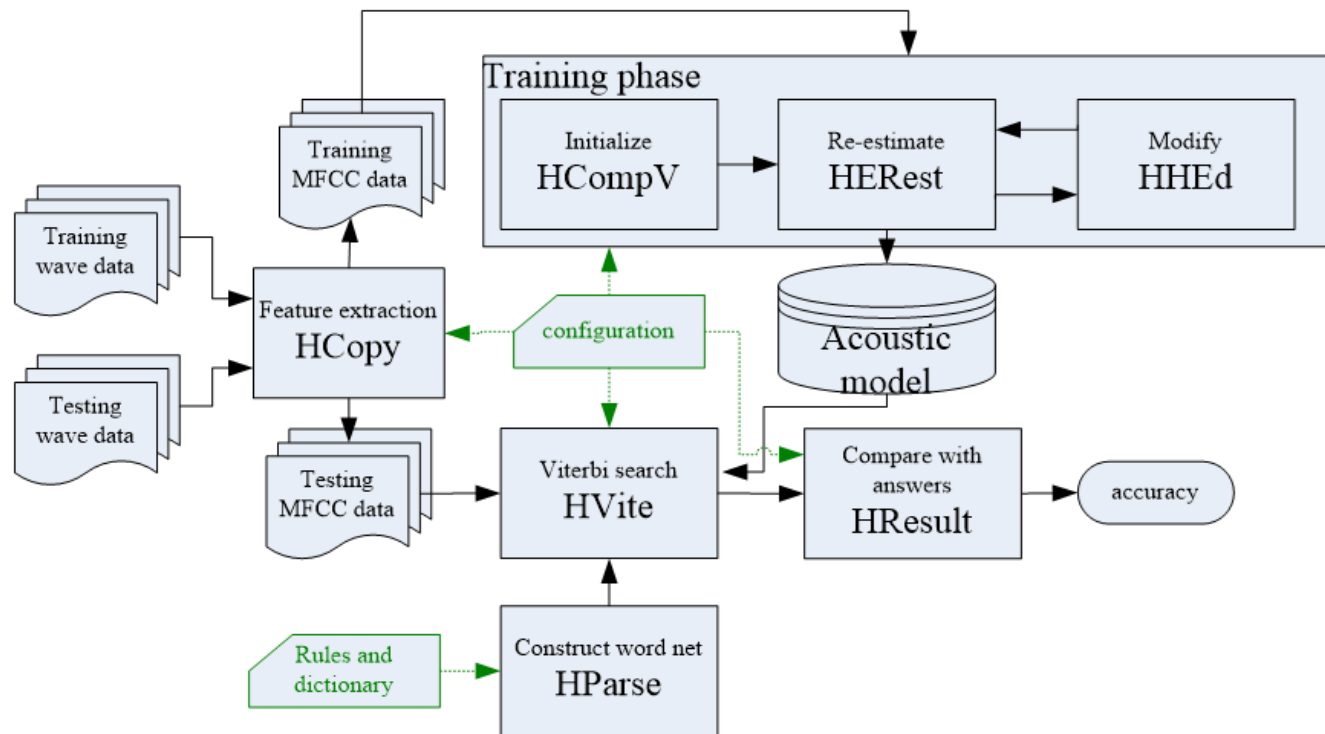 Training phase
Initialize
HCompV
Re-estimate
HERest
Modify
HHEd
Training
MFCC data
Training
wave data
Feature extraction
HCopy
configuration
Acoustic
model
Testing
wave data
Testing
MFCC data
Viterbi search
HVite
Compare with
answers
HResult
accuracy
Rules and
dictionary
Construct word net
HParse